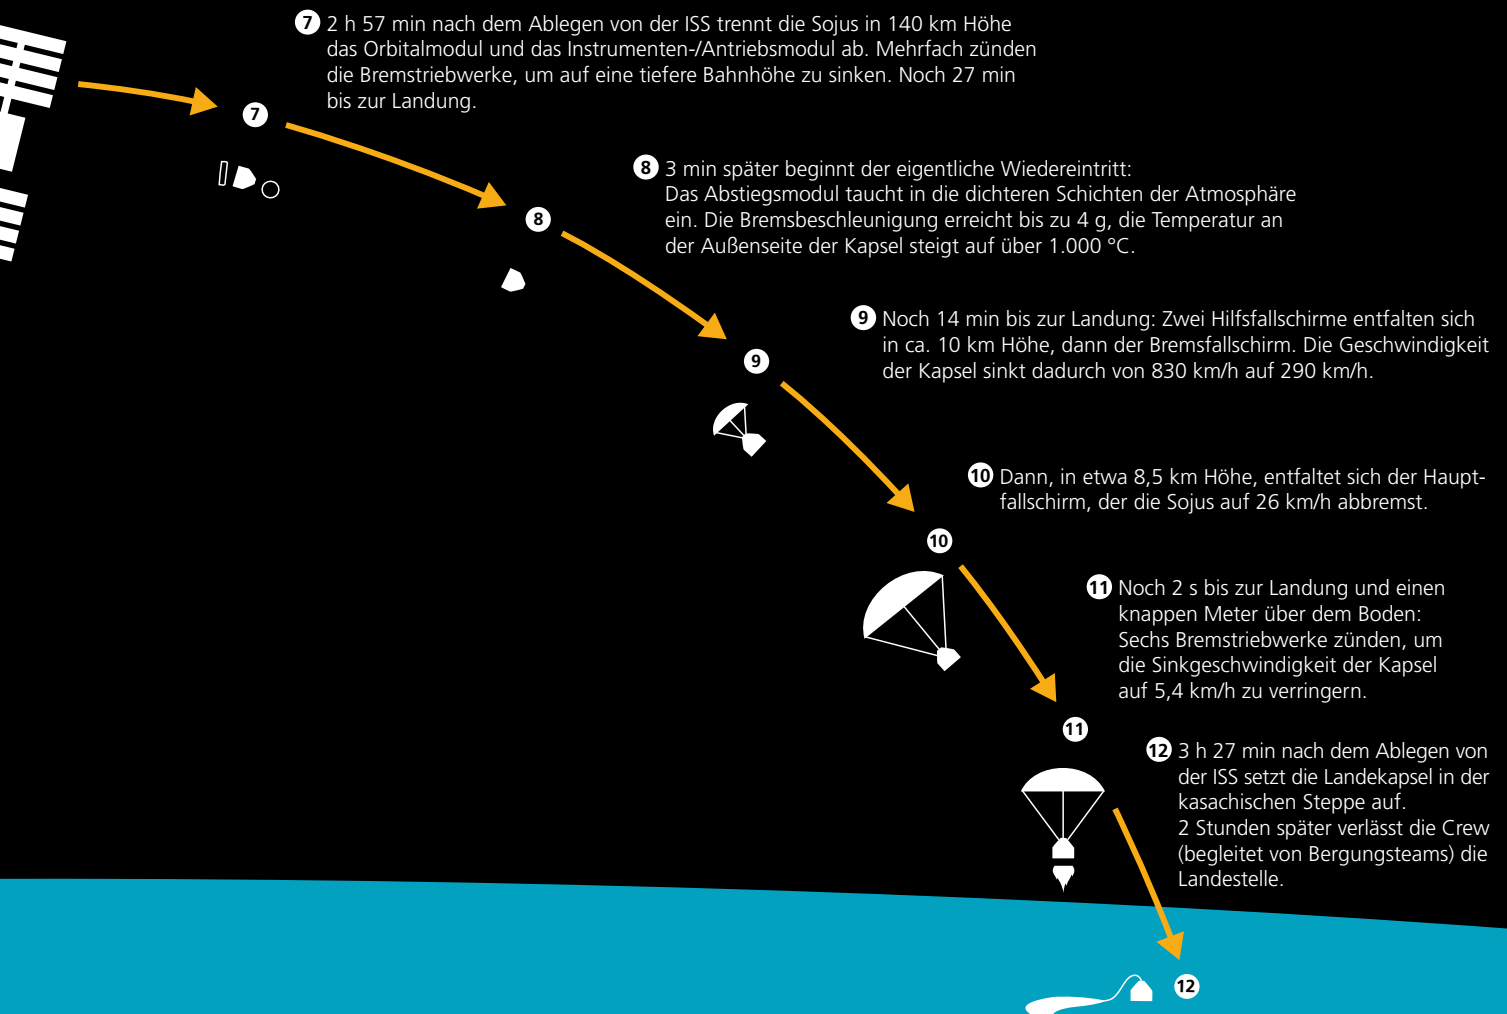 7 2 h 57 min nach dem Ablegen von der ISS trennt die Sojus in 140 km Höhe
das Orbitalmodul und das Instrumenten-/Antriebsmodul ab. Mehrfach zünden
die Bremstriebwerke, um auf eine tiefere Bahnhöhe zu sinken. Noch 27 min
bis zur Landung.
7
8 3 min später beginnt der eigentliche Wiedereintritt:
Das Abstiegsmodul taucht in die dichteren Schichten der Atmosphäre
ein. Die Bremsbeschleunigung erreicht bis zu 4 g, die Temperatur an
der Außenseite der Kapsel steigt auf über 1.000 °C.
8
9 Noch 14 min bis zur Landung: Zwei Hilfsfallschirme entfalten sich
in ca. 10 km Höhe, dann der Bremsfallschirm. Die Geschwindigkeit
der Kapsel sinkt dadurch von 830 km/h auf 290 km/h.
9
10 Dann, in etwa 8,5 km Höhe, entfaltet sich der Haupt-
fallschirm, der die Sojus auf 26 km/h abbremst.
10
11 Noch 2 s bis zur Landung und einen
knappen Meter über dem Boden:
Sechs Bremstriebwerke zünden, um
die Sinkgeschwindigkeit der Kapsel
auf 5,4 km/h zu verringern.
11
12 3 h 27 min nach dem Ablegen von
der ISS setzt die Landekapsel in der
kasachischen Steppe auf.
2 Stunden später verlässt die Crew
(begleitet von Bergungsteams) die
Landestelle.
12